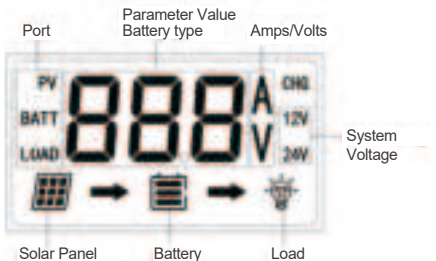 Parameter Value
Port Battery type Amps/Volts
PV 888 A CHG
BATT 12V
LOAD V 24V
System
Voltage
Solar Panel Battery Load